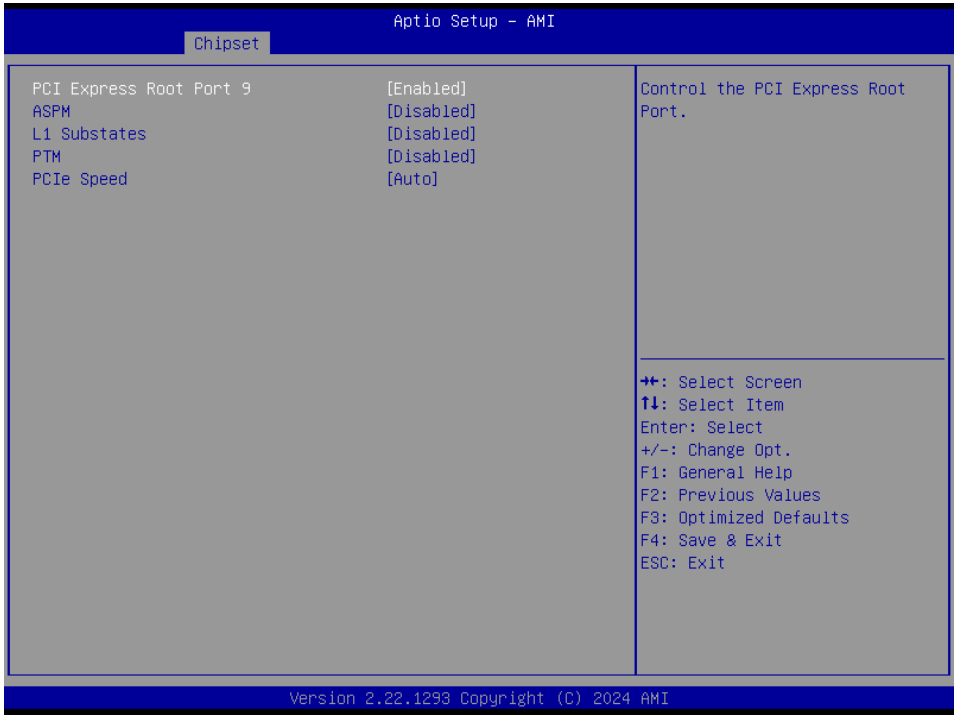 Aptio Setup – AMI
Chipset
PCI Express Root Port 9 [Enabled]
ASPM [Disabled]
L1 Substates [Disabled]
PTM [Disabled]
PCIe Speed [Auto]
Control the PCI Express Root
Port.
→←: Select Screen
↑↓: Select Item
Enter: Select
+/-: Change Opt.
F1: General Help
F2: Previous Values
F3: Optimized Defaults
F4: Save & Exit
ESC: Exit
Version 2.22.1293 Copyright (C) 2024 AMI